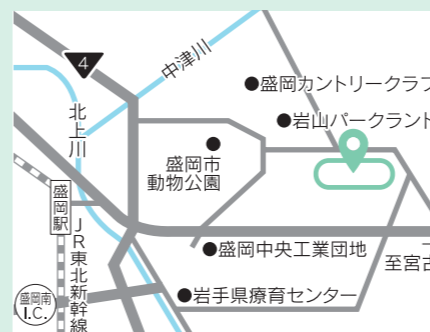 4
中津川
北上川
●盛岡カントリークラブ
●岩山パークランド
盛岡市
動物公園
盛岡駅
JR東北新幹線
●盛岡中央工業団地
至宮古
盛岡南
I.C.
●岩手県療育センター